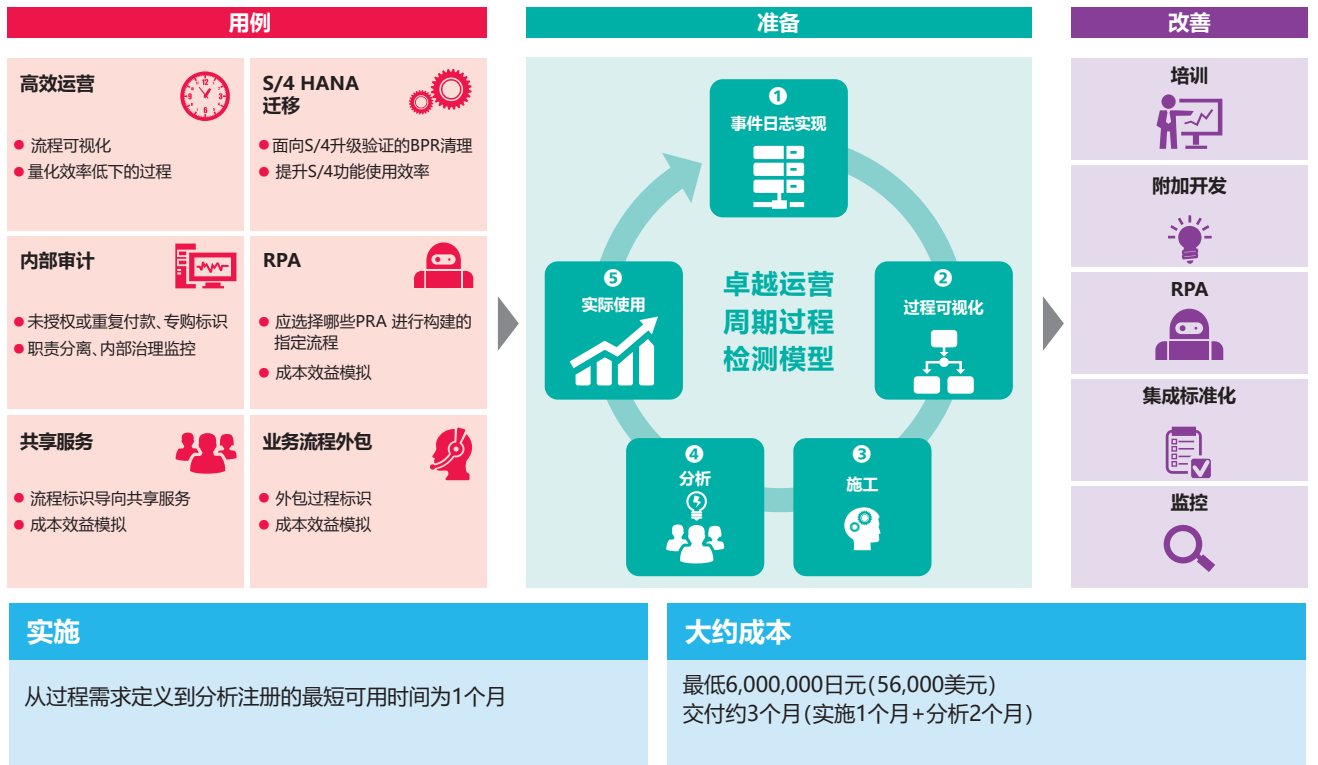 用例
高效运营
流程可视化
量化效率低下的过程
S/4 HANA
迁移
面向S/4升级验证的BPR清理
提升S/4功能使用效率
内部审计
未授权或重复付款、专购标识
职责分离、内部治理监控
RPA
应选择哪些PRA 进行构建的
指定流程
成本效益模拟
共享服务
流程标识导向共享服务
成本效益模拟
业务流程外包
外包过程标识
成本效益模拟
准备
1
事件日志实现
2
过程可视化
3
施工
4
分析
5
实际使用
卓越运营
周期过程
检测模型
改善
培训
附加开发
RPA
集成标准化
监控
实施
从过程需求定义到分析注册的最短可用时间为1个月
大约成本
最低6,000,000日元(56,000美元)
交付约3个月(实施1个月+分析2个月)